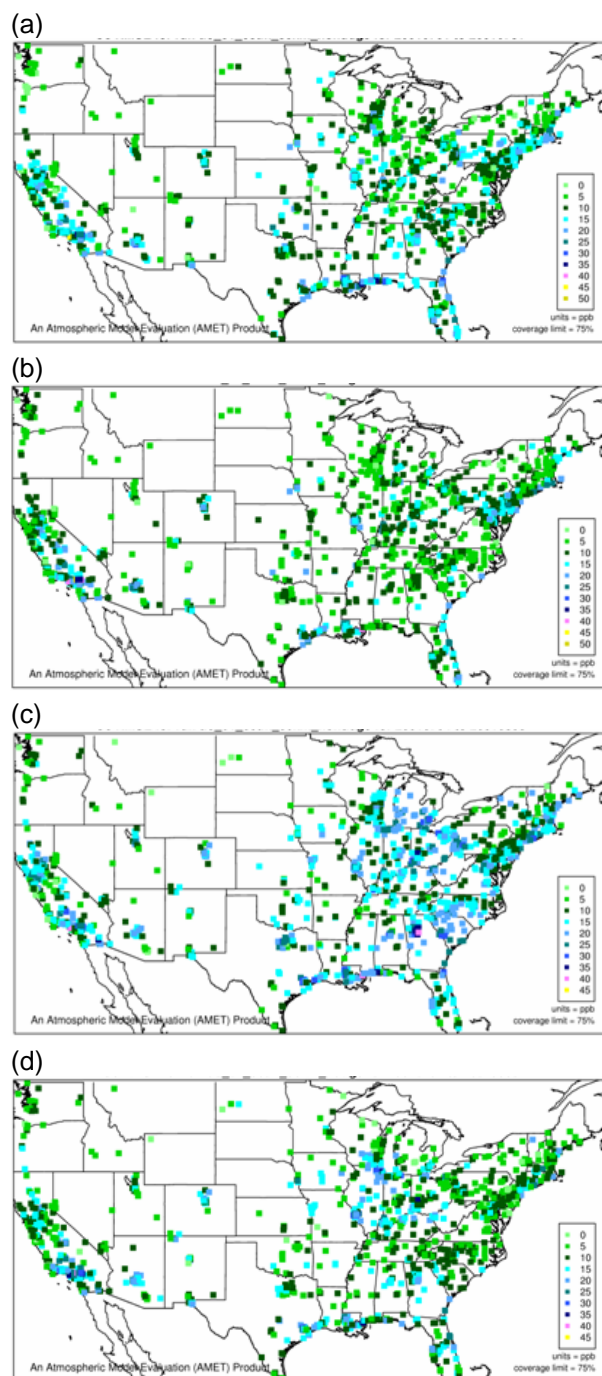 (a)
0
5
10
15
20
25
30
35
40
45
50
units = ppb
coverage limit = 75%
An Atmospheric Model Evaluation (AMET) Product
(b)
0
5
10
15
20
25
30
35
40
45
50
units = ppb
coverage limit = 75%
An Atmospheric Model Evaluation (AMET) Product
(c)
0
5
10
15
20
25
30
35
40
45
units = ppb
coverage limit = 75%
An Atmospheric Model Evaluation (AMET) Product
(d)
0
5
10
15
20
25
30
35
40
45
units = ppb
coverage limit = 75%
An Atmospheric Model Evaluation (AMET) Product